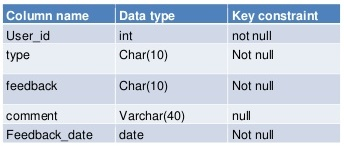 Column name Data type Key constraint
User_id int not null
type Char(10) Not null
feedback Char(10) Not null
comment Varchar(40) null
Feedback_date date Not null